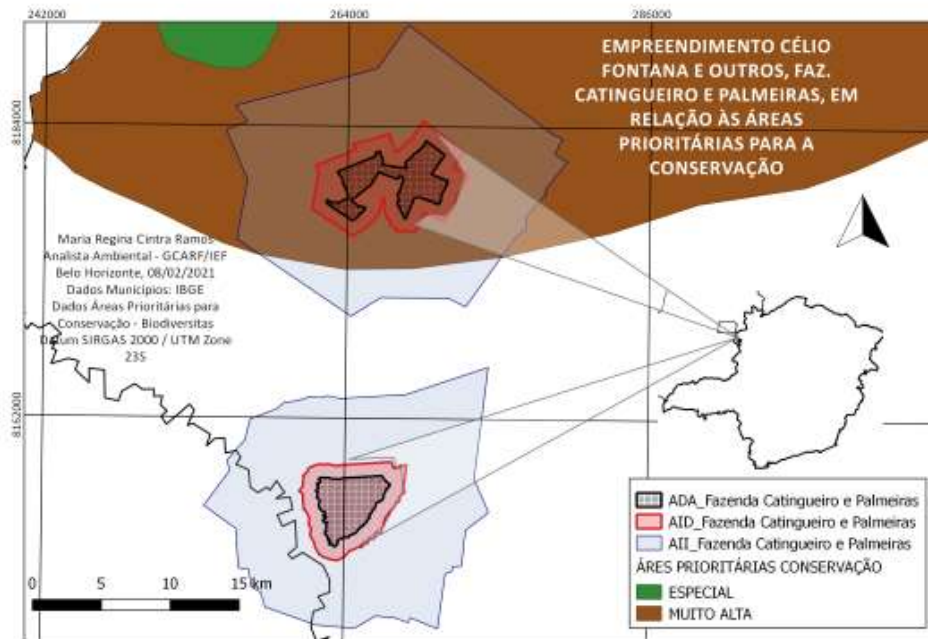 242000
264000
286000
8184000
8162000
EMPREENDIMENTO CÉLIO
FONTANA E OUTROS, FAZ.
CATINGUEIRO E PALMEIRAS, EM
RELAÇÃO ÀS ÁREAS
PRIORITÁRIAS PARA A
CONSERVAÇÃO
Maria Regina Cintra Ramos
Analista Ambiental - GCARF/IEF
Belo Horizonte, 08/02/2021
Dados Municípios: IBGE
Dados Áreas Prioritárias para
Conservação - Biodiversitas
Datum SIRGAS 2000 / UTM Zone
23S
ADA_Fazenda Catingueiro e Palmeiras
AID_Fazenda Catingueiro e Palmeiras
AII_Fazenda Catingueiro e Palmeiras
ÁRES PRIORITÁRIAS CONSERVAÇÃO
ESPECIAL
MUITO ALTA
0 5 10 15 km